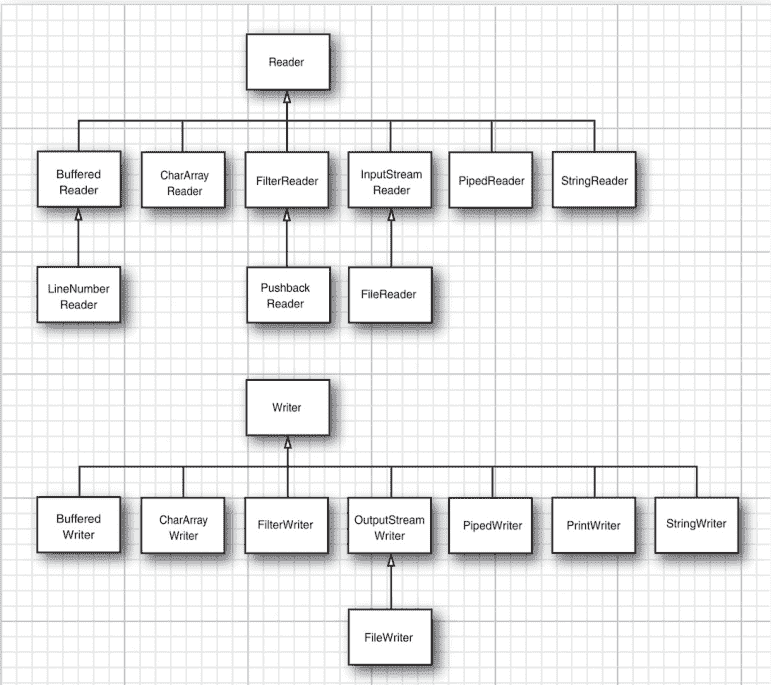 Reader
Buffered
Reader
CharArray
Reader
FilterReader
InputStream
Reader
PipedReader
StringReader
LineNumber
Reader
Pushback
Reader
FileReader
Writer
Buffered
Writer
CharArray
Writer
FilterWriter
OutputStream
Writer
PipedWriter
PrintWriter
StringWriter
FileWriter